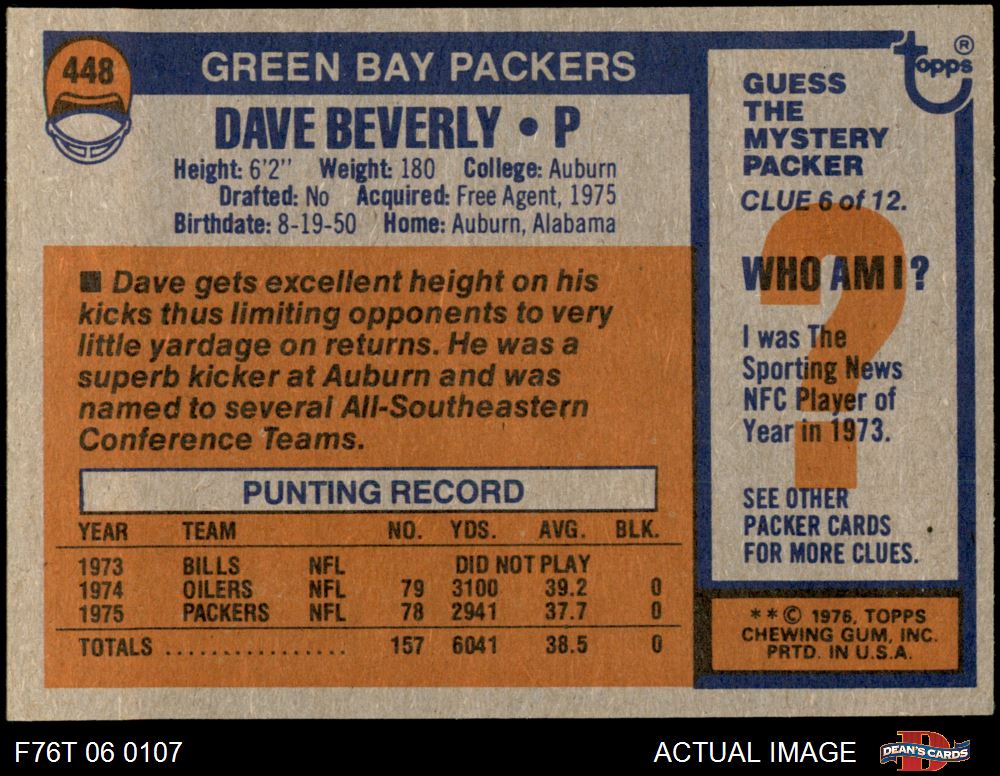 448
GREEN BAY PACKERS
DAVE BEVERLY • P
Height: 6'2'' Weight: 180 College: Auburn
Drafted: No Acquired: Free Agent, 1975
Birthdate: 8-19-50 Home: Auburn, Alabama
■ Dave gets excellent height on his
kicks thus limiting opponents to very
little yardage on returns. He was a
superb kicker at Auburn and was
named to several All-Southeastern
Conference Teams.
PUNTING RECORD
YEAR TEAM NO. YDS. AVG. BLK.
1973 BILLS NFL DID NOT PLAY
1974 OILERS NFL 79 3100 39.2 0
1975 PACKERS NFL 78 2941 37.7 0
TOTALS ................ 157 6041 38.5 0
topps ®
GUESS
THE
MYSTERY
PACKER
CLUE 6 of 12.
?
WHO AM I?
I was The
Sporting News
NFC Player of
Year in 1973.
SEE OTHER
PACKER CARDS
FOR MORE CLUES.
**© 1976, TOPPS
CHEWING GUM, INC.
PRTD. IN U.S.A.
F76T 06 0107
ACTUAL IMAGE
D
DEAN'S CARDS